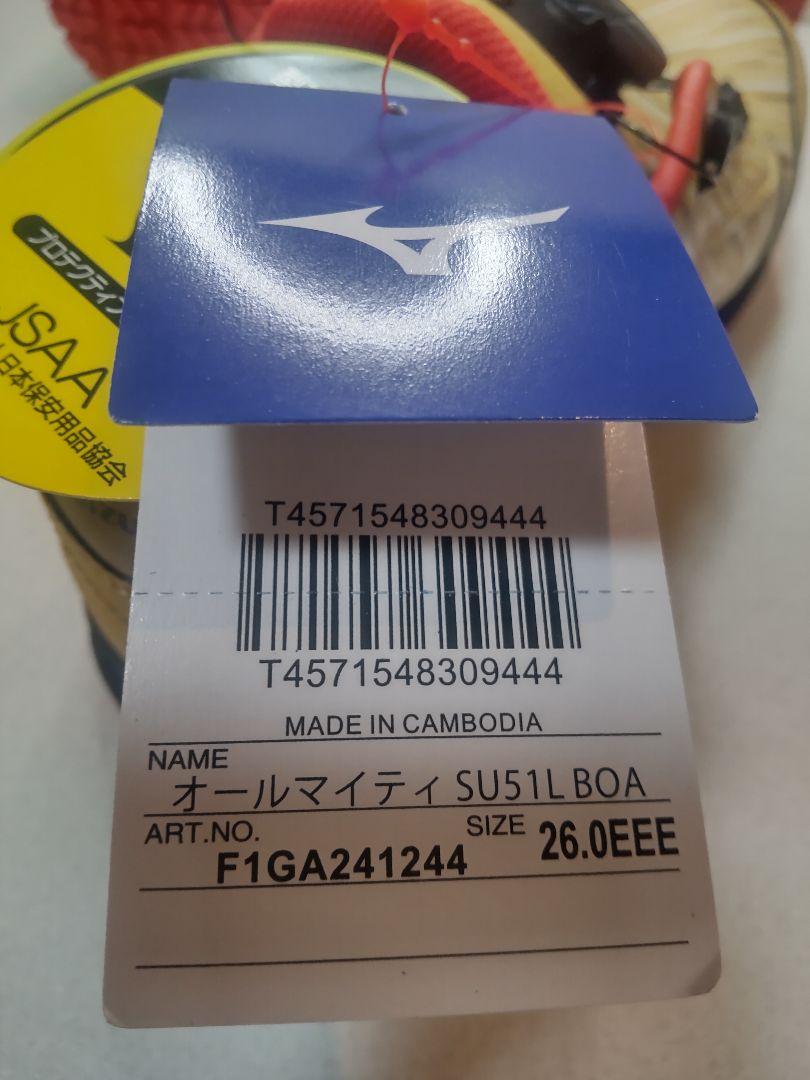 プロテクティブ
JSAA
日本保安用品協会
T4571548309444
T4571548309444
MADE IN CAMBODIA
NAME
オールマイティ SU51L BOA
ART.NO.
F1GA241244
SIZE
26.0EEE